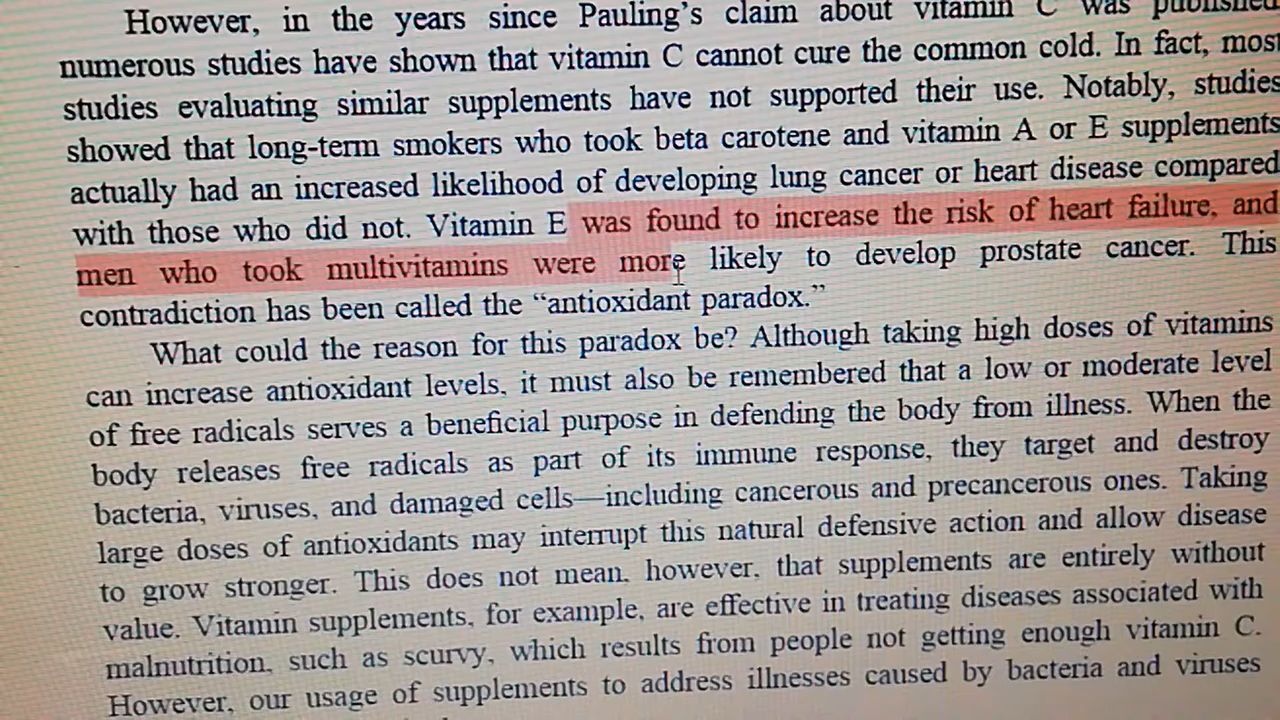 However, in the years since Pauling's claim about vitamin C was published
numerous studies have shown that vitamin C cannot cure the common cold. In fact, most
studies evaluating similar supplements have not supported their use. Notably, studies
showed that long-term smokers who took beta carotene and vitamin A or E supplements
actually had an increased likelihood of developing lung cancer or heart disease compared
with those who did not. Vitamin E was found to increase the risk of heart failure, and
men who took multivitamins were more likely to develop prostate cancer. This
contradiction has been called the “antioxidant paradox.”
What could the reason for this paradox be? Although taking high doses of vitamins
can increase antioxidant levels, it must also be remembered that a low or moderate level
of free radicals serves a beneficial purpose in defending the body from illness. When the
body releases free radicals as part of its immune response, they target and destroy
bacteria, viruses, and damaged cells—including cancerous and precancerous ones. Taking
large doses of antioxidants may interrupt this natural defensive action and allow disease
to grow stronger. This does not mean, however, that supplements are entirely without
value. Vitamin supplements, for example, are effective in treating diseases associated with
malnutrition, such as scurvy, which results from people not getting enough vitamin C.
However, our usage of supplements to address illnesses caused by bacteria and viruses